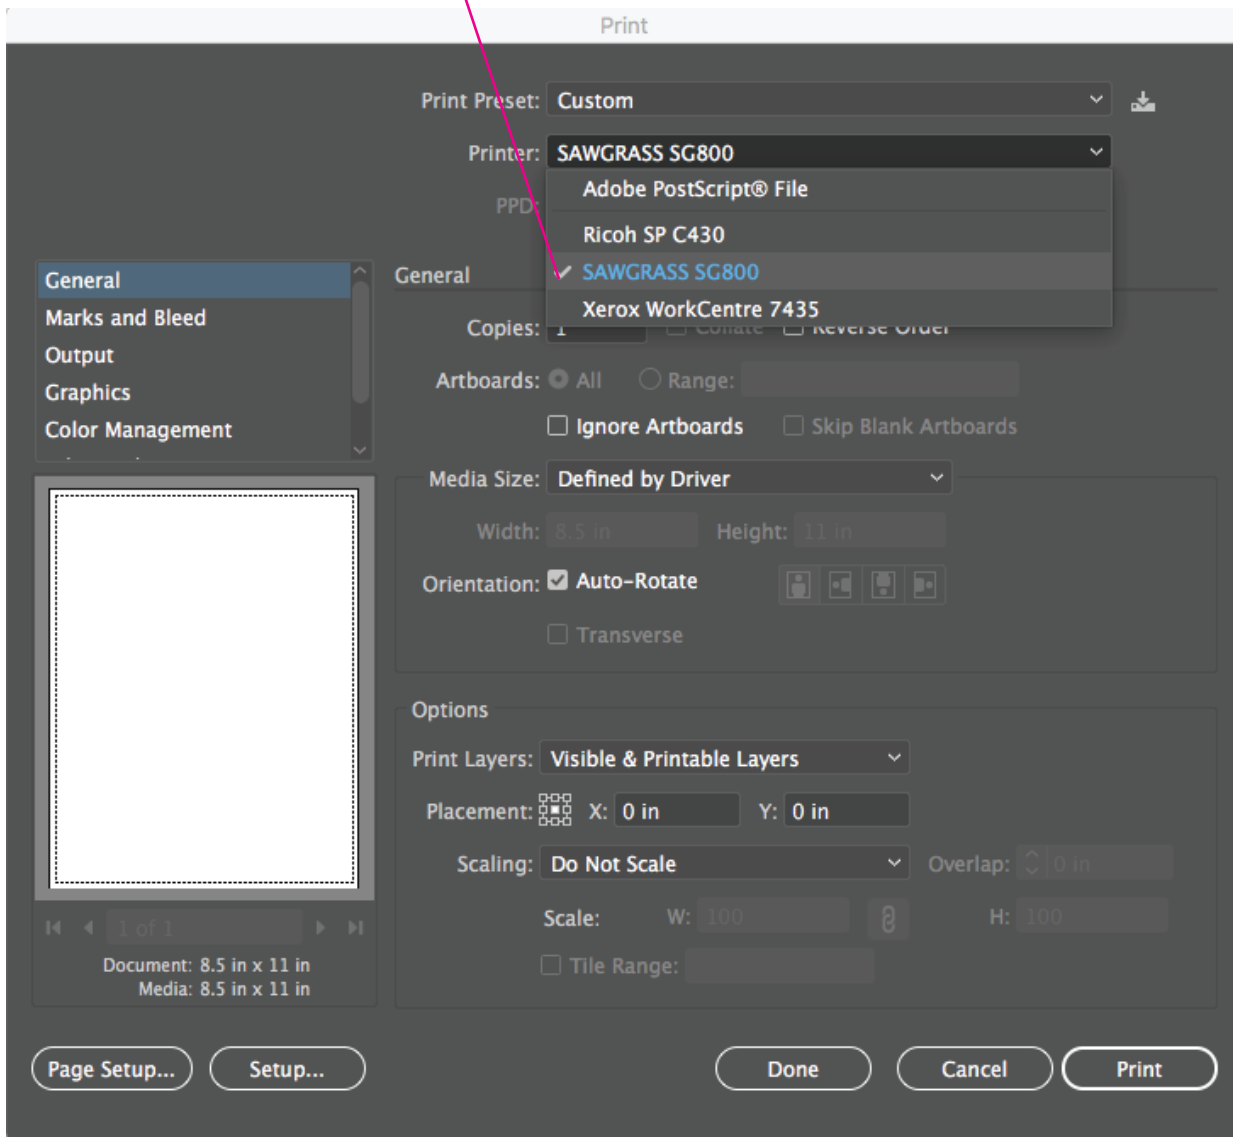 Print
Print Preset: Custom
Printer: SAWGRASS SG800
Adobe PostScript® File
PPD:
Ricoh SP C430
SAWGRASS SG800
Xerox WorkCentre 7435
General
Marks and Bleed
Output
Graphics
Color Management
General
Copies: 1 Collate Reverse Order
Artboards: All Range:
Ignore Artboards Skip Blank Artboards
Media Size: Defined by Driver
Width: 8.5 in Height: 11 in
Orientation: Auto-Rotate
Transverse
Options
Print Layers: Visible & Printable Layers
Placement: X: 0 in Y: 0 in
Scaling: Do Not Scale Overlap: 0 in
Scale: W: 100 H: 100
Tile Range:
1 of 1
Document: 8.5 in x 11 in
Media: 8.5 in x 11 in
Page Setup... Setup... Done Cancel Print